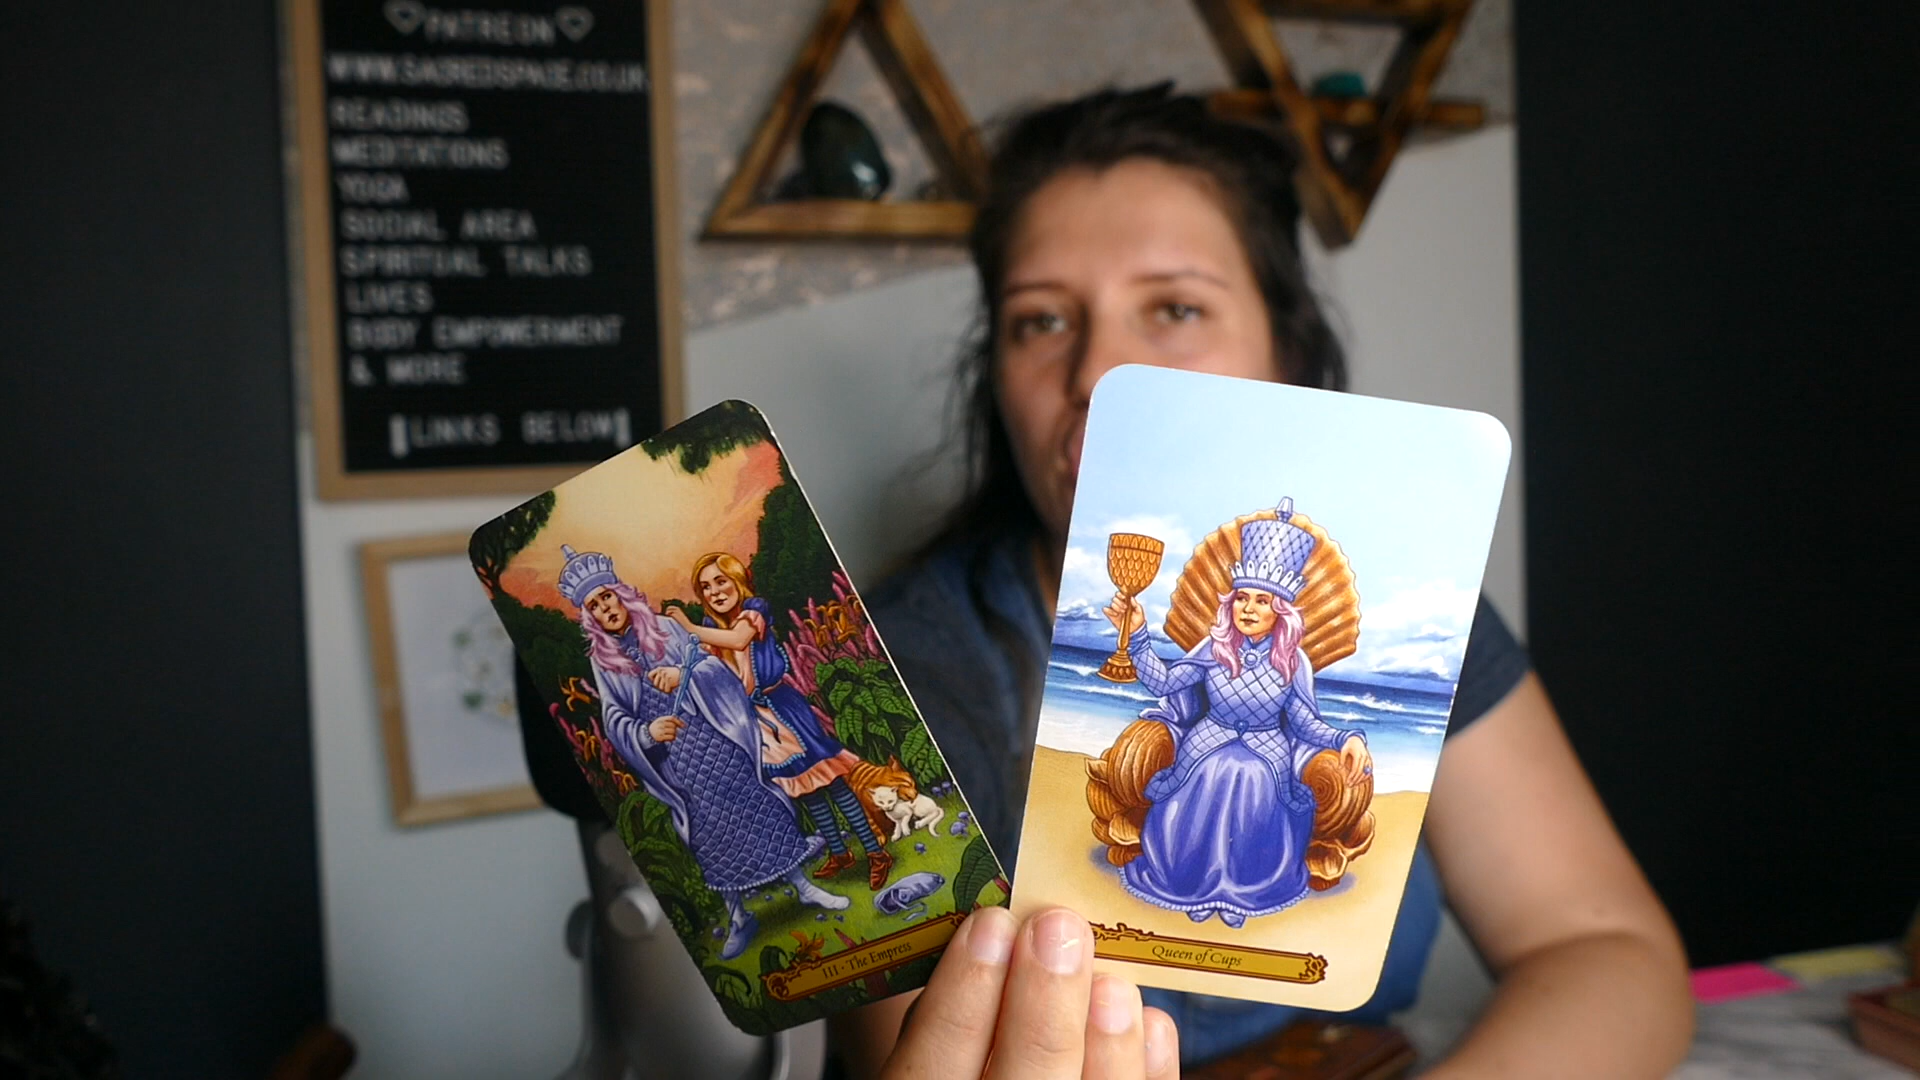 ♡PATREON♡
WWW.SACREDSPACE.CO.UK
READINGS
MEDITATIONS
YOGA
SOCIAL AREA
SPIRITUAL TALKS
LIVES
BODY EMPOWERMENT
& MORE
[LINKS BELOW]
III · The Empress
Queen of Cups